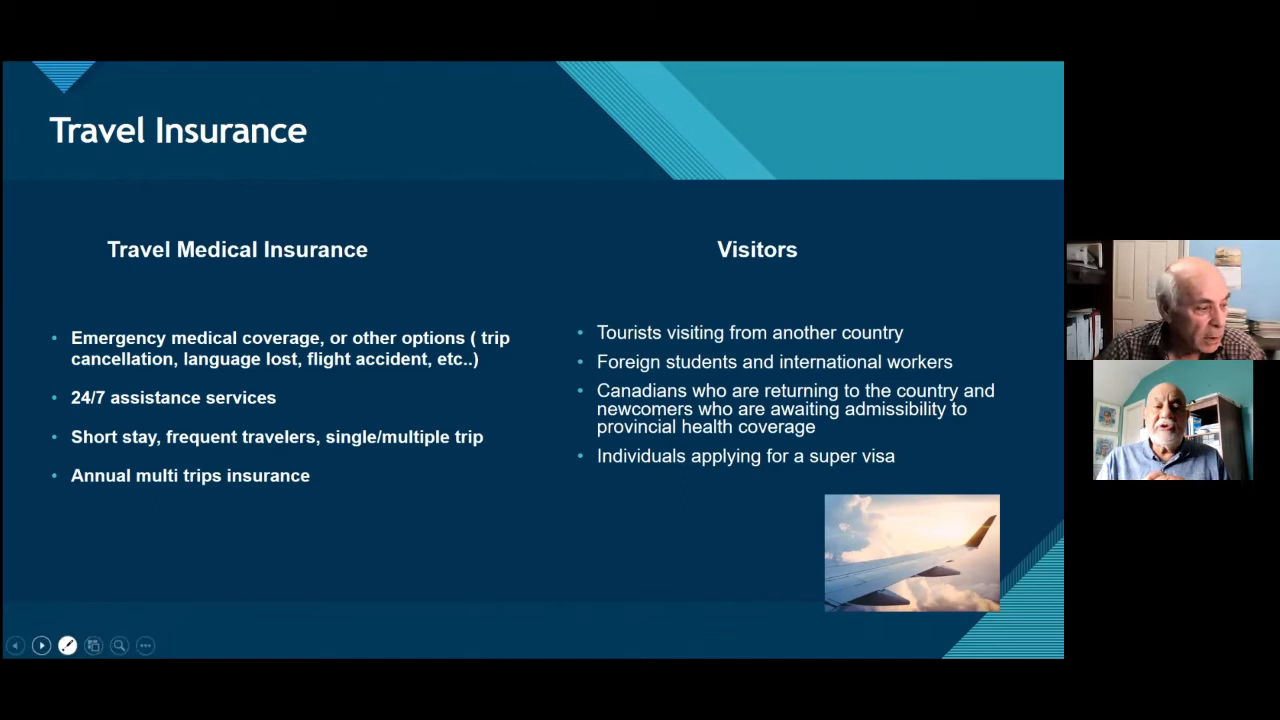 Travel Insurance
Travel Medical Insurance
Emergency medical coverage, or other options ( trip
cancellation, language lost, flight accident, etc..)
24/7 assistance services
Short stay, frequent travelers, single/multiple trip
Annual multi trips insurance
Visitors
Tourists visiting from another country
Foreign students and international workers
Canadians who are returning to the country and
newcomers who are awaiting admissibility to
provincial health coverage
Individuals applying for a super visa